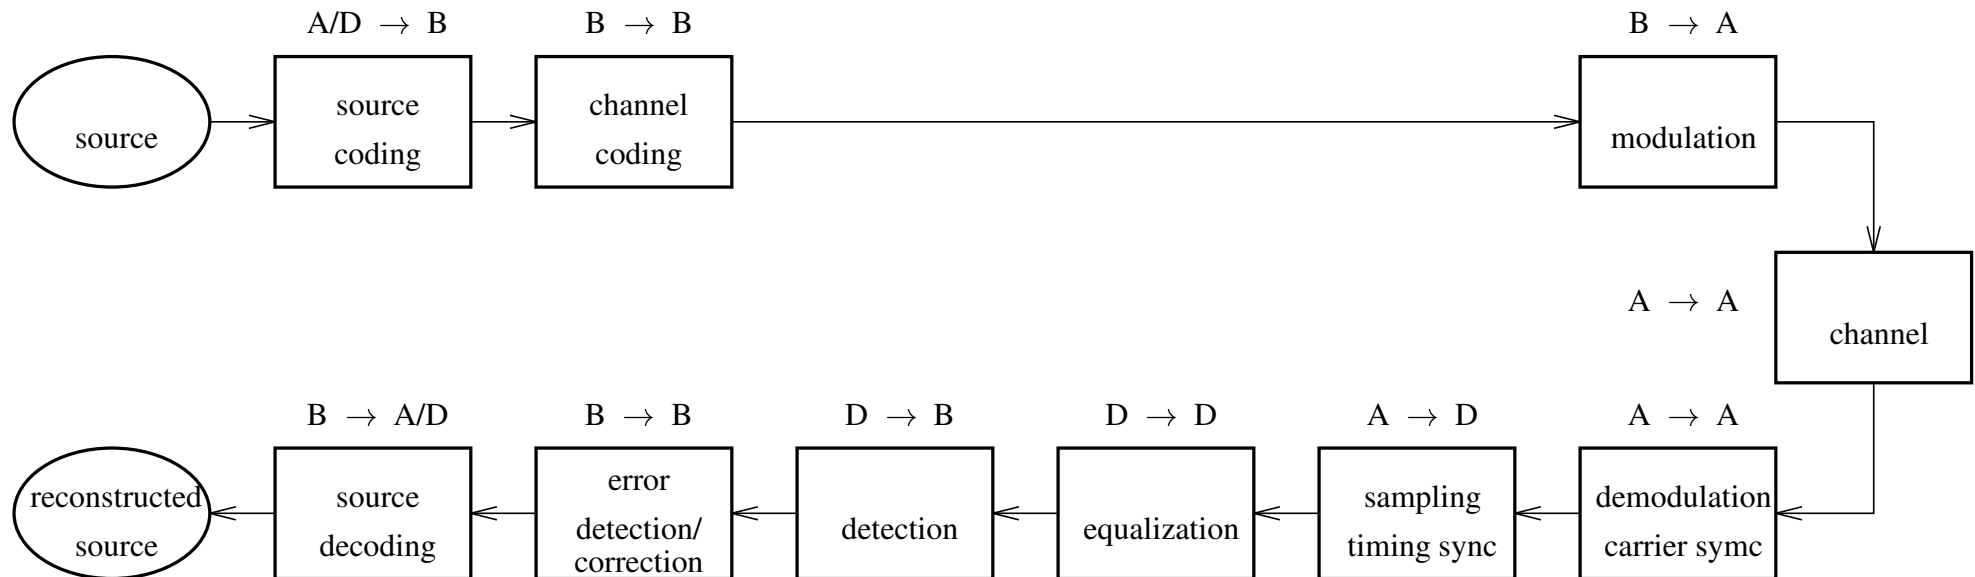 A/D → B
B → B
B → A
source
source
coding
channel
coding
modulation
A → A
channel
B → A/D
B → B
D → B
D → D
A → D
A → A
reconstructed
source
source
decoding
error
detection/
correction
detection
equalization
sampling
timing sync
demodulation
carrier symc